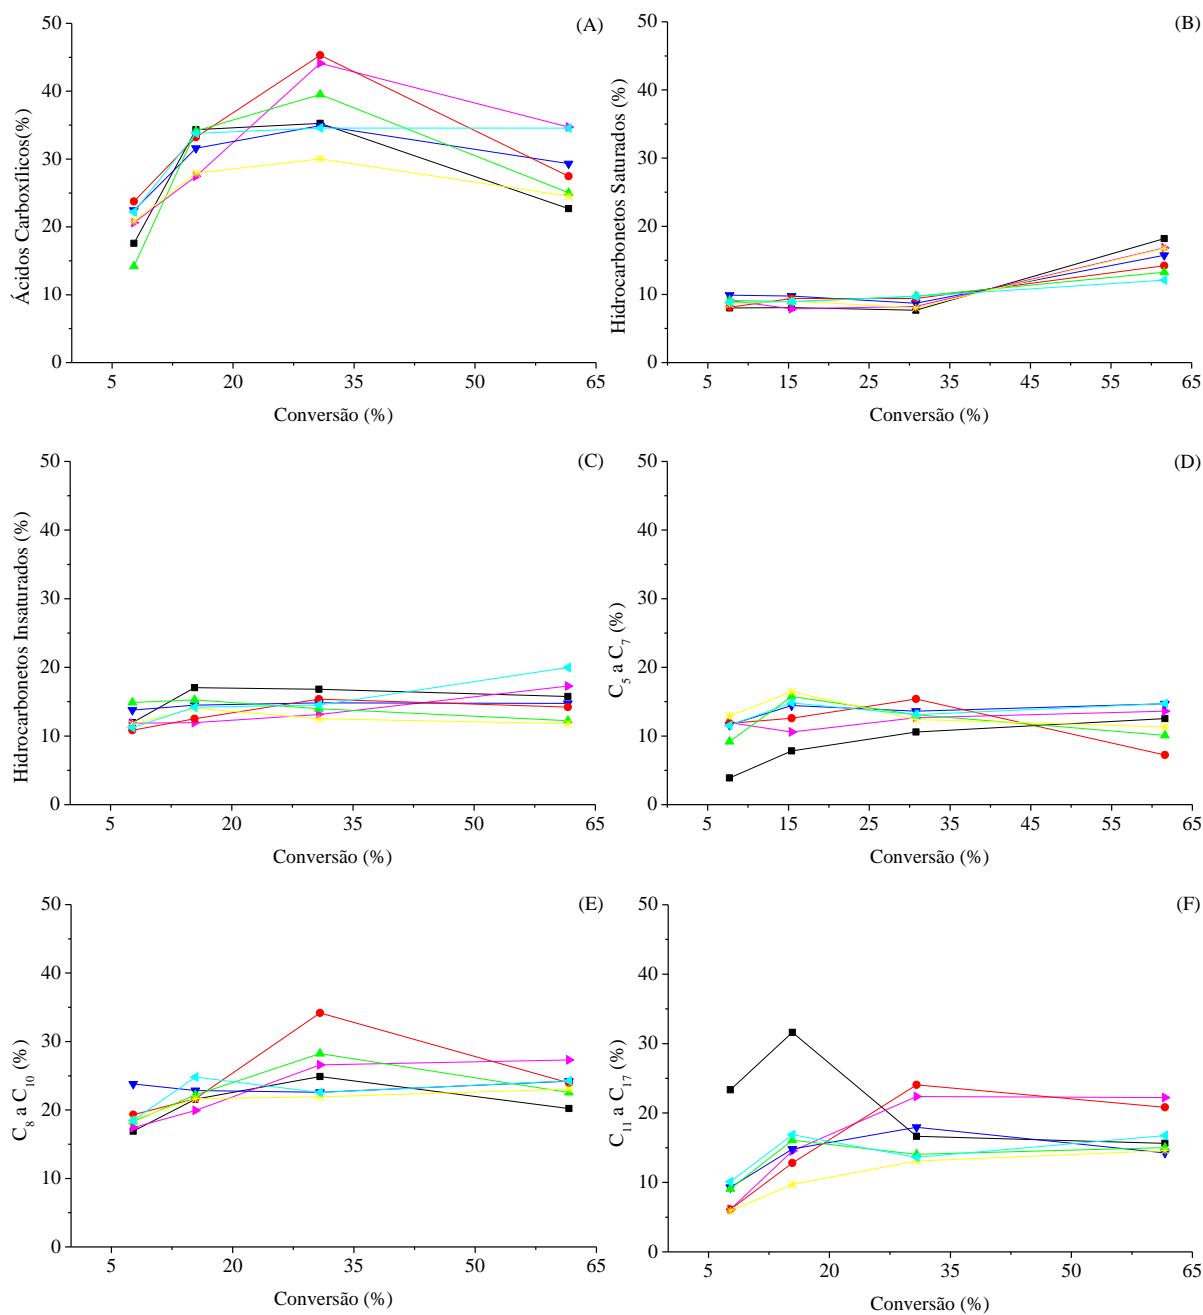 (A)
Ácidos Carboxílicos(%)
50
40
30
20
10
0
5 20 35 50 65
Conversão (%)
(B)
Hidrocarbonetos Saturados (%)
50
40
30
20
10
0
5 15 25 35 45 55 65
Conversão (%)
(C)
Hidrocarbonetos Insaturados (%)
50
40
30
20
10
0
5 20 35 50 65
Conversão (%)
(D)
C5 a C7 (%)
50
40
30
20
10
0
5 15 25 35 45 55 65
Conversão (%)
(E)
C8 a C10 (%)
50
40
30
20
10
0
5 20 35 50 65
Conversão (%)
(F)
C11 a C17 (%)
50
40
30
20
10
0
5 20 35 50 65
Conversão (%)